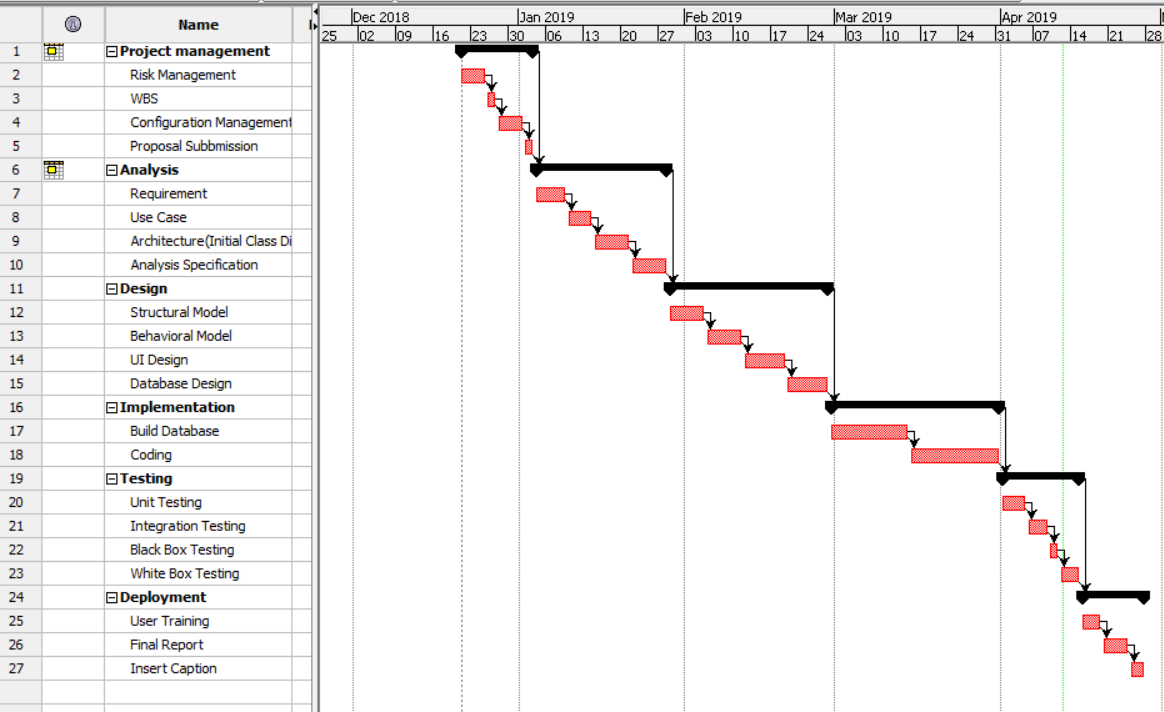 Name
Dec 2018 Jan 2019 Feb 2019 Mar 2019 Apr 2019
25 02 09 16 23 30 06 13 20 27 03 10 17 24 03 10 17 24 31 07 14 21 28
1 Project management
2 Risk Management
3 WBS
4 Configuration Management
5 Proposal Subbmission
6 Analysis
7 Requirement
8 Use Case
9 Architecture(Initial Class Di
10 Analysis Specification
11 Design
12 Structural Model
13 Behavioral Model
14 UI Design
15 Database Design
16 Implementation
17 Build Database
18 Coding
19 Testing
20 Unit Testing
21 Integration Testing
22 Black Box Testing
23 White Box Testing
24 Deployment
25 User Training
26 Final Report
27 Insert Caption